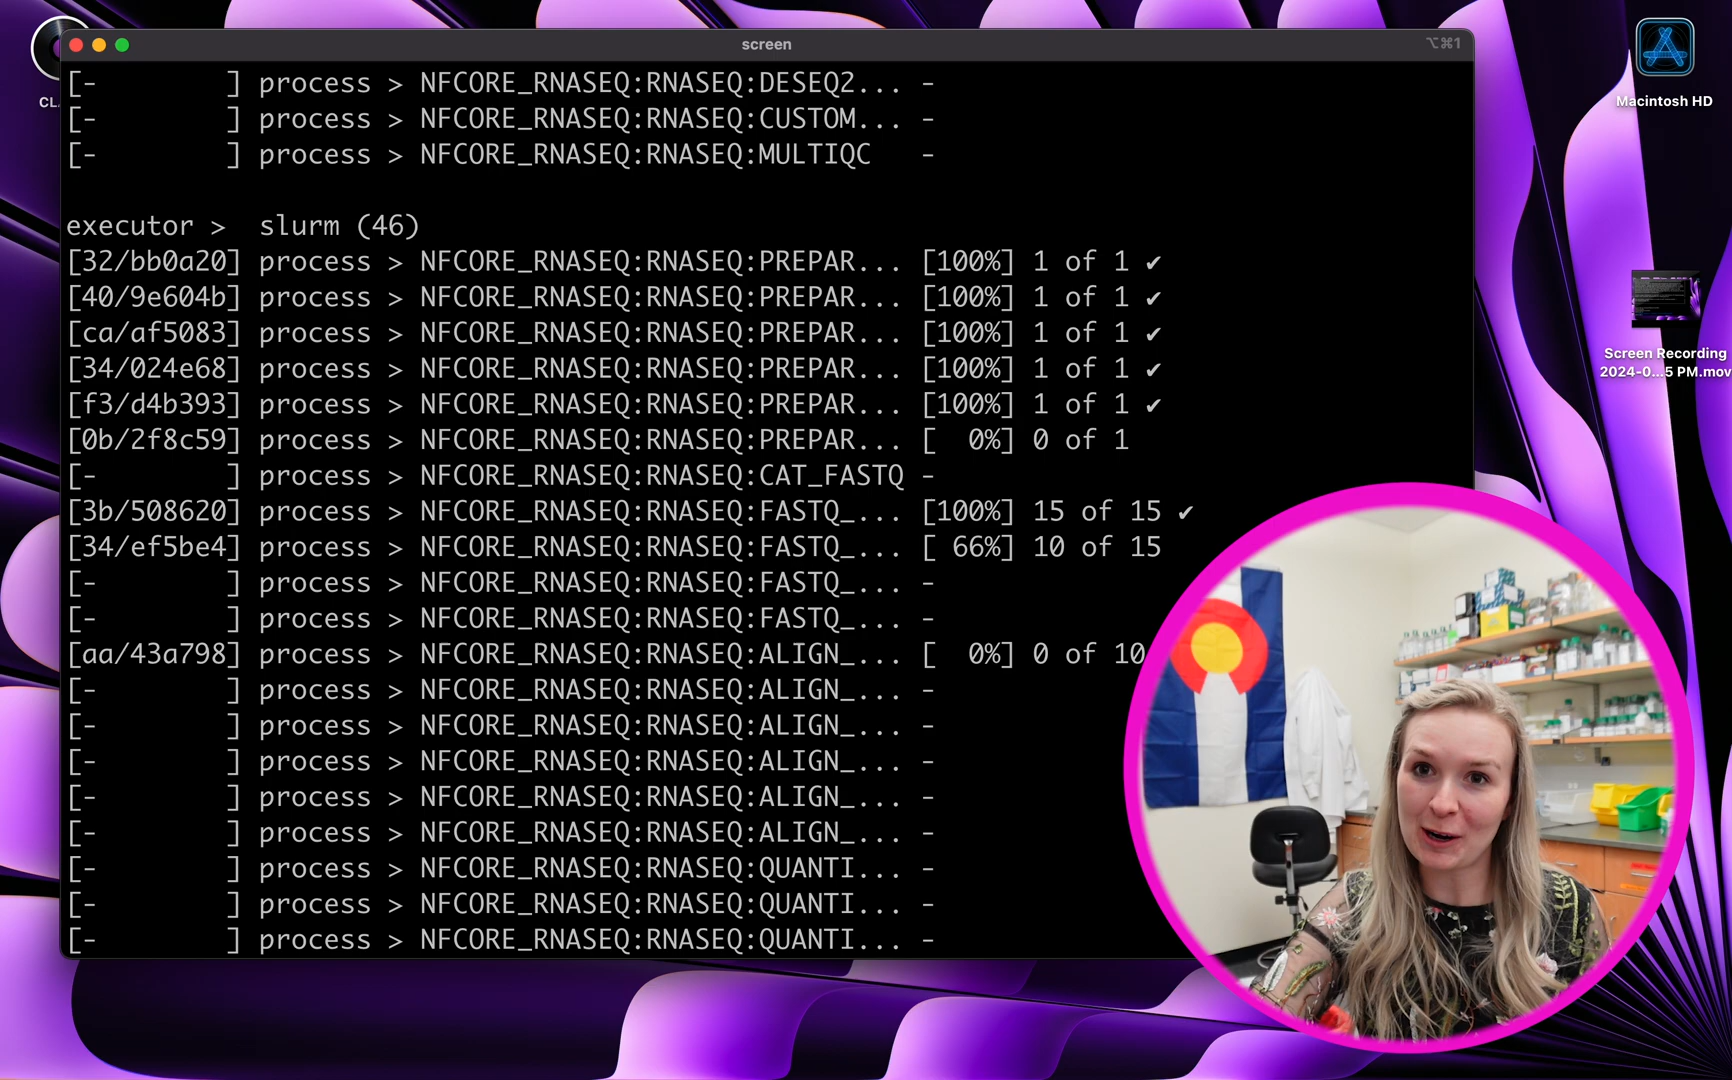 screen
⌥⌘1
[-        ] process > NFCORE_RNASEQ:RNASEQ:DESEQ2... -
[-        ] process > NFCORE_RNASEQ:RNASEQ:CUSTOM... -
[-        ] process > NFCORE_RNASEQ:RNASEQ:MULTIQC   -
executor >  slurm (46)
[32/bb0a20] process > NFCORE_RNASEQ:RNASEQ:PREPAR... [100%] 1 of 1 ✔
[40/9e604b] process > NFCORE_RNASEQ:RNASEQ:PREPAR... [100%] 1 of 1 ✔
[ca/af5083] process > NFCORE_RNASEQ:RNASEQ:PREPAR... [100%] 1 of 1 ✔
[34/024e68] process > NFCORE_RNASEQ:RNASEQ:PREPAR... [100%] 1 of 1 ✔
[f3/d4b393] process > NFCORE_RNASEQ:RNASEQ:PREPAR... [100%] 1 of 1 ✔
[0b/2f8c59] process > NFCORE_RNASEQ:RNASEQ:PREPAR... [  0%] 0 of 1
[-        ] process > NFCORE_RNASEQ:RNASEQ:CAT_FASTQ -
[3b/508620] process > NFCORE_RNASEQ:RNASEQ:FASTQ_... [100%] 15 of 15 ✔
[34/ef5be4] process > NFCORE_RNASEQ:RNASEQ:FASTQ_... [ 66%] 10 of 15
[-        ] process > NFCORE_RNASEQ:RNASEQ:FASTQ_... -
[-        ] process > NFCORE_RNASEQ:RNASEQ:FASTQ_... -
[aa/43a798] process > NFCORE_RNASEQ:RNASEQ:ALIGN_... [  0%] 0 of 10
[-        ] process > NFCORE_RNASEQ:RNASEQ:ALIGN_... -
[-        ] process > NFCORE_RNASEQ:RNASEQ:ALIGN_... -
[-        ] process > NFCORE_RNASEQ:RNASEQ:ALIGN_... -
[-        ] process > NFCORE_RNASEQ:RNASEQ:ALIGN_... -
[-        ] process > NFCORE_RNASEQ:RNASEQ:ALIGN_... -
[-        ] process > NFCORE_RNASEQ:RNASEQ:QUANTI... -
[-        ] process > NFCORE_RNASEQ:RNASEQ:QUANTI... -
[-        ] process > NFCORE_RNASEQ:RNASEQ:QUANTI... -
CL
Macintosh HD
Screen Recording
2024-0...5 PM.mov